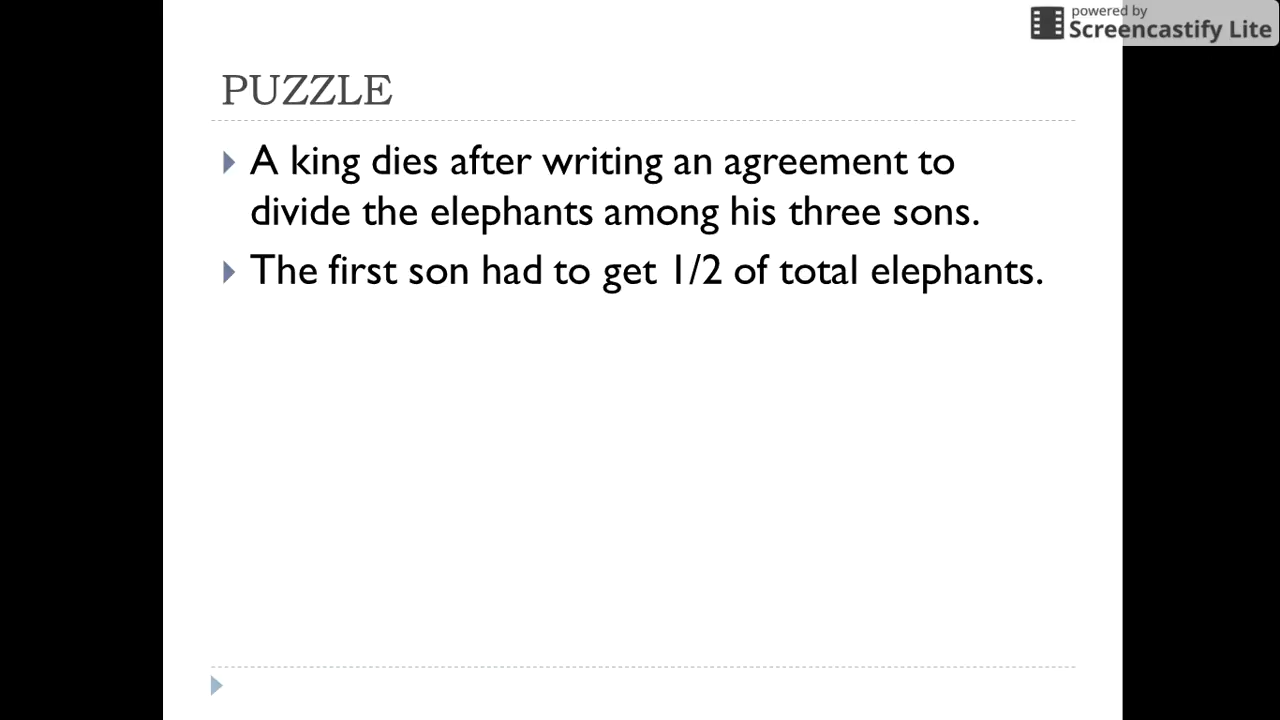 powered by
Screencastify Lite
PUZZLE
A king dies after writing an agreement to
divide the elephants among his three sons.
The first son had to get 1/2 of total elephants.